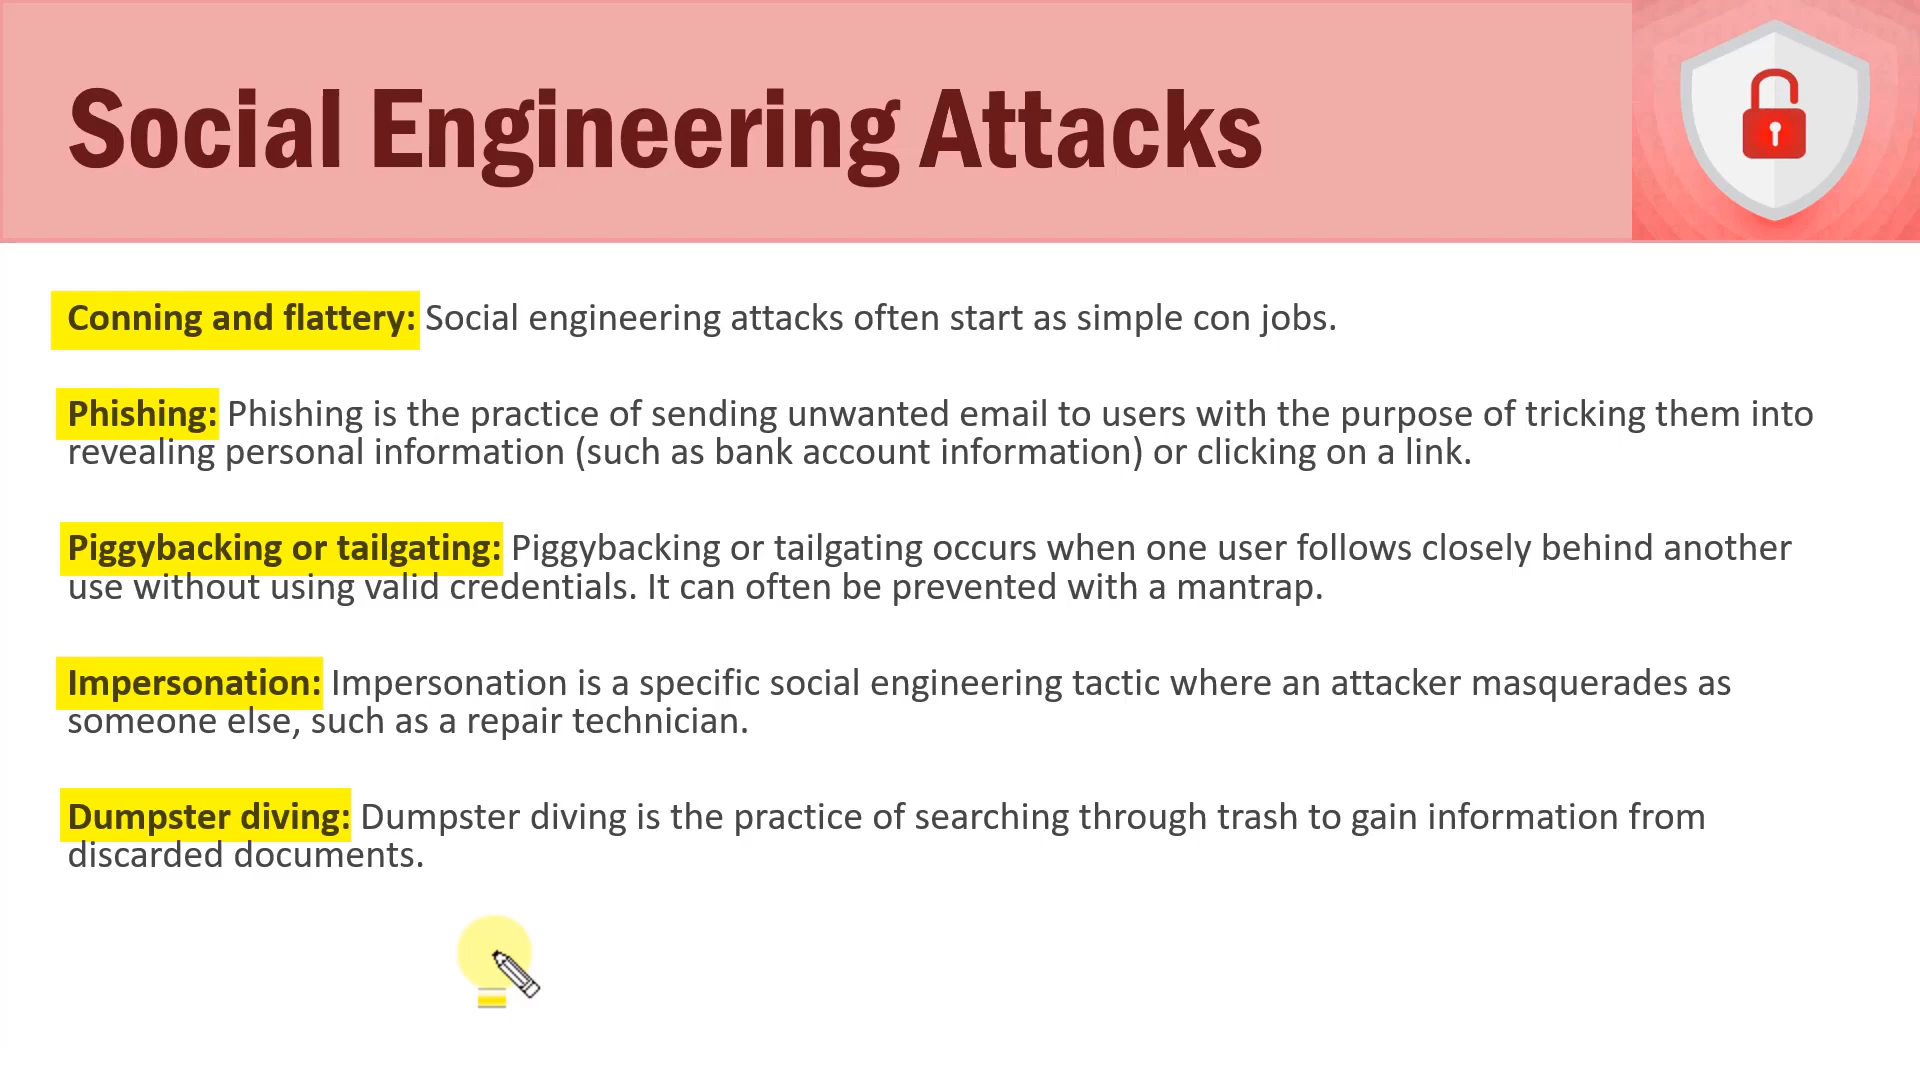 Social Engineering Attacks
Conning and flattery: Social engineering attacks often start as simple con jobs.
Phishing: Phishing is the practice of sending unwanted email to users with the purpose of tricking them into
revealing personal information (such as bank account information) or clicking on a link.
Piggybacking or tailgating: Piggybacking or tailgating occurs when one user follows closely behind another
use without using valid credentials. It can often be prevented with a mantrap.
Impersonation: Impersonation is a specific social engineering tactic where an attacker masquerades as
someone else, such as a repair technician.
Dumpster diving: Dumpster diving is the practice of searching through trash to gain information from
discarded documents.